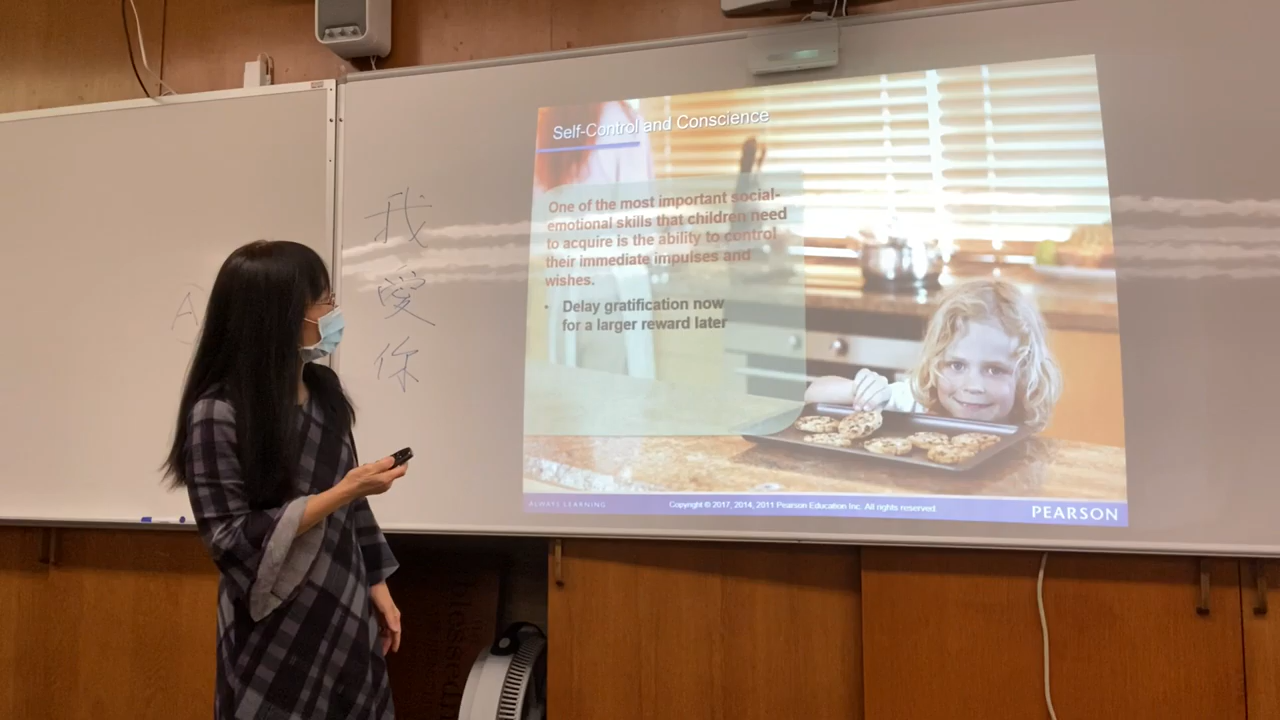 A
我
愛
你
Self-Control and Conscience
One of the most important social-
emotional skills that children need
to acquire is the ability to control
their immediate impulses and
wishes.
• Delay gratification now
for a larger reward later
ALWAYS LEARNING
Copyright © 2017, 2014, 2011 Pearson Education Inc. All rights reserved.
PEARSON